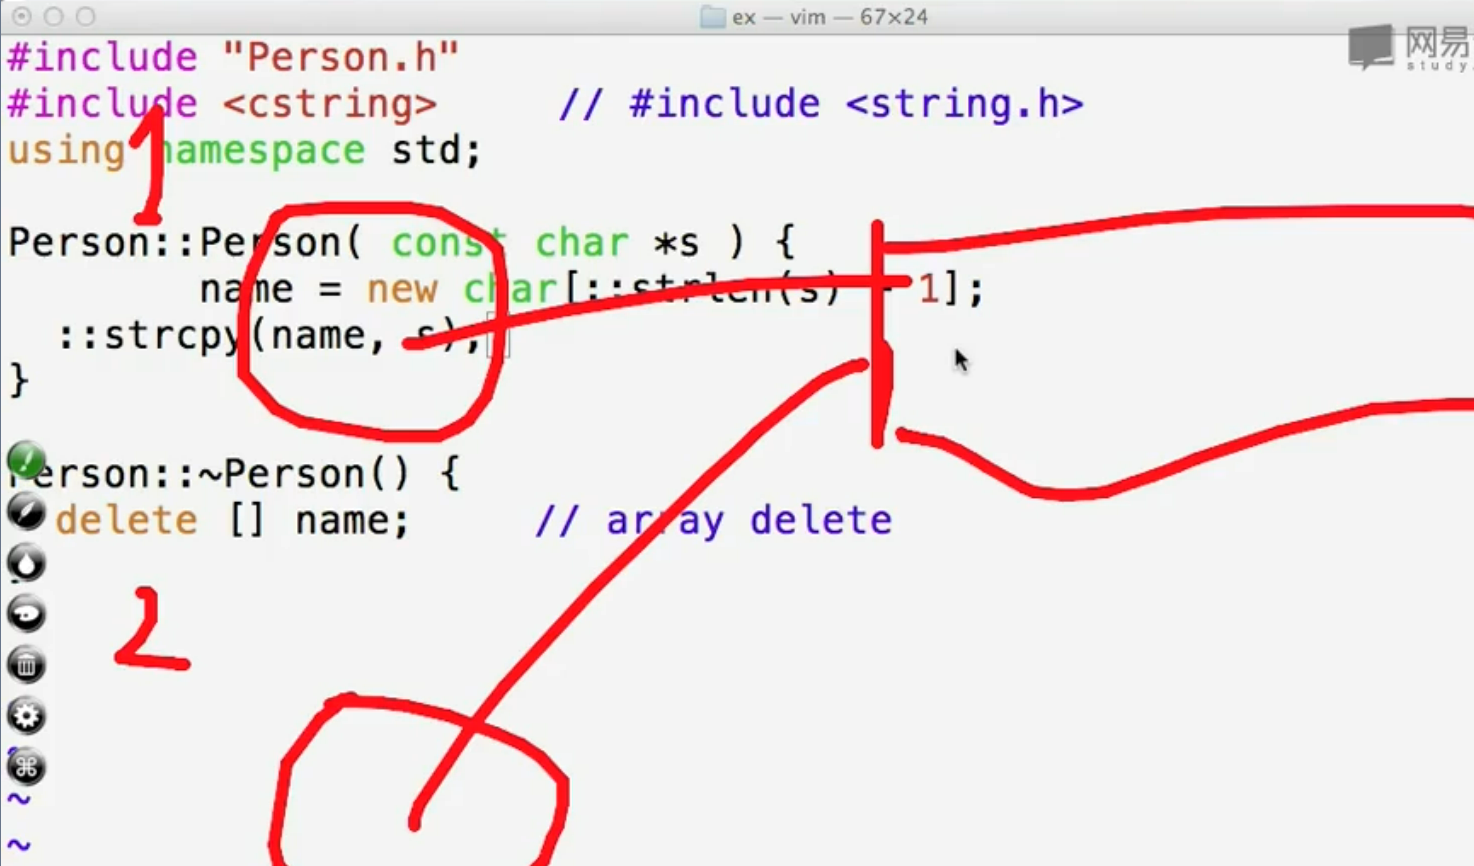 ex — vim — 67×24
网易
study.
#include "Person.h"
#include <cstring> // #include <string.h>
using namespace std;
1
Person::Person( const char *s ) {
name = new char[::strlen(s) 1];
::strcpy(name, s);
}
Person::~Person() {
delete [] name; // array delete
2
~
~